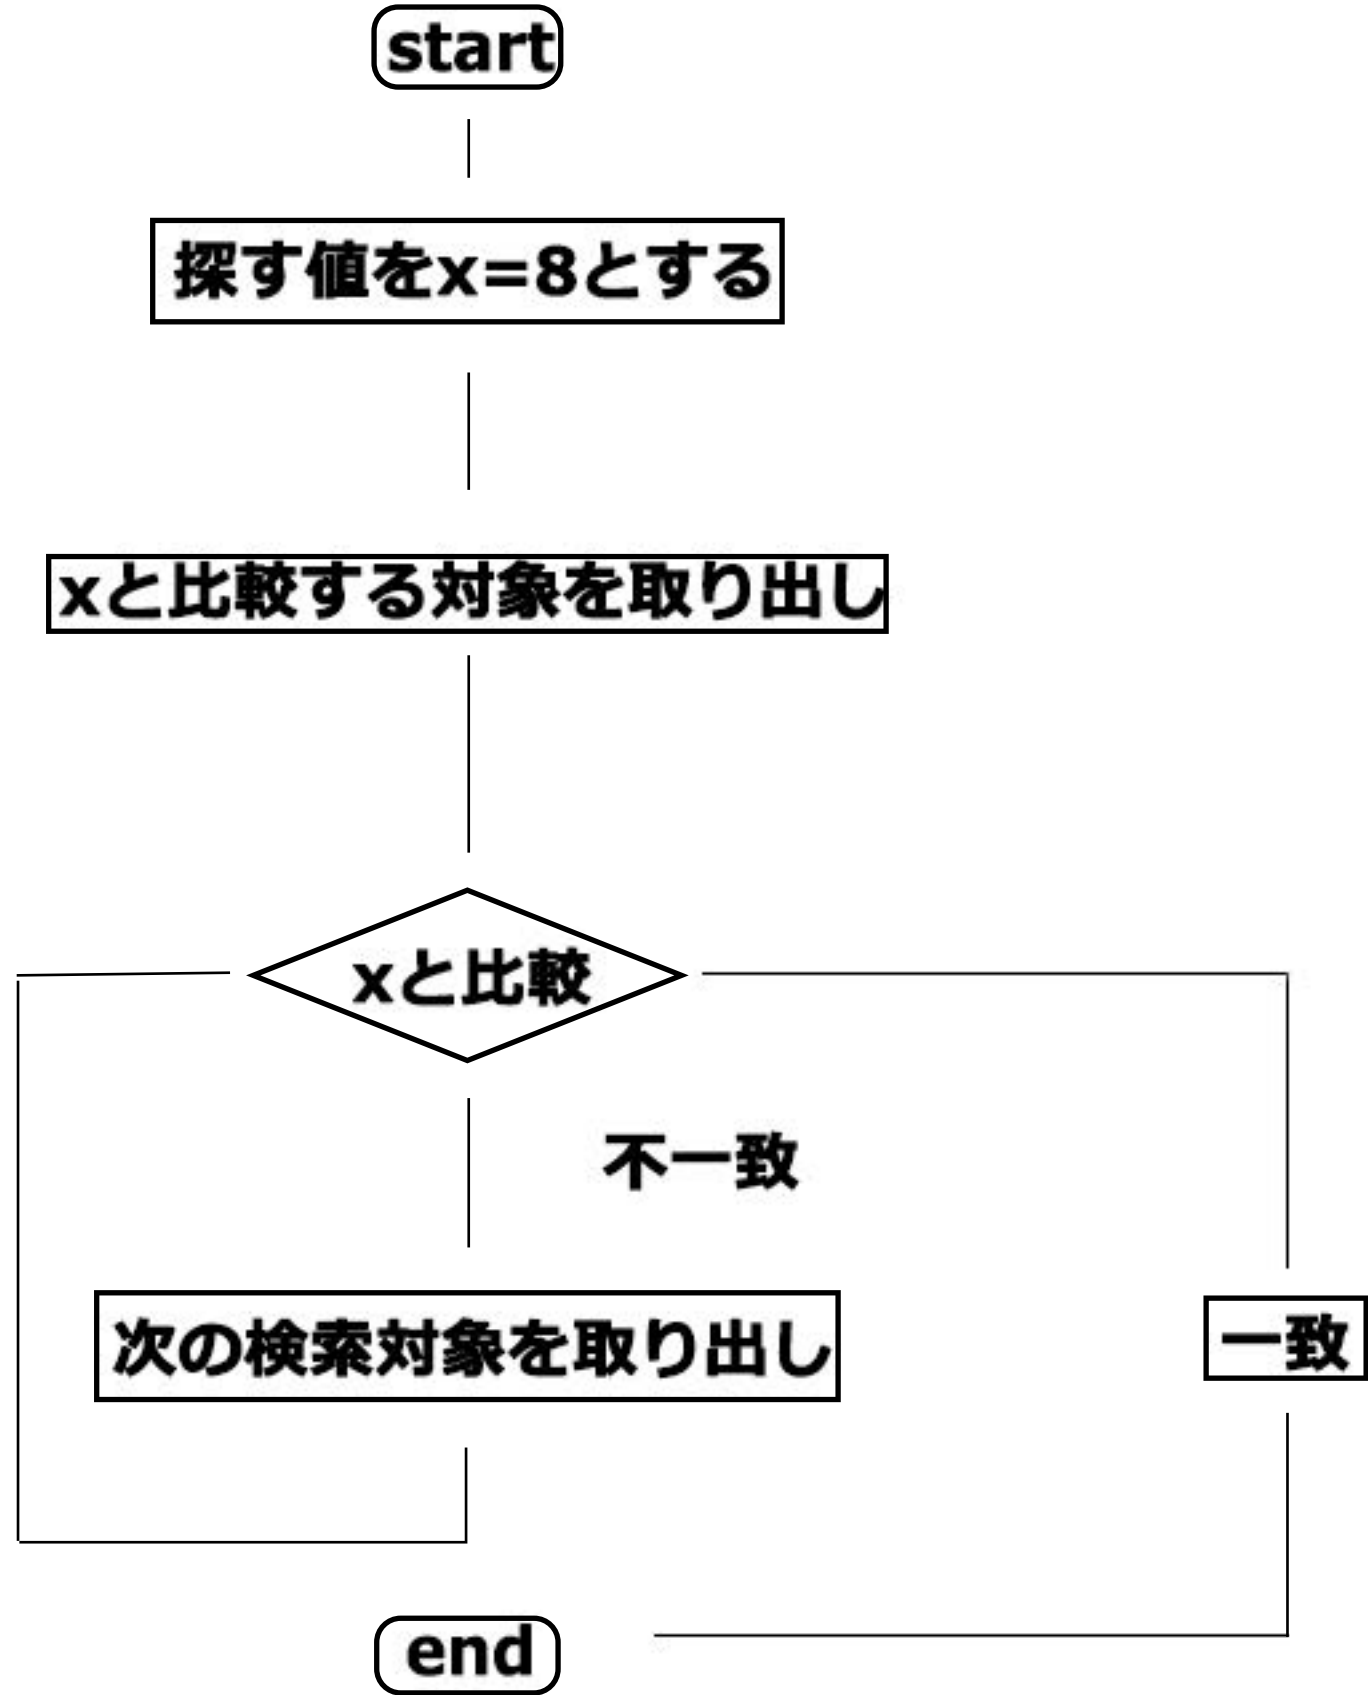 start
探す値をx=8とする
xと比較する対象を取り出し
xと比較
不一致
次の検索対象を取り出し
一致
end